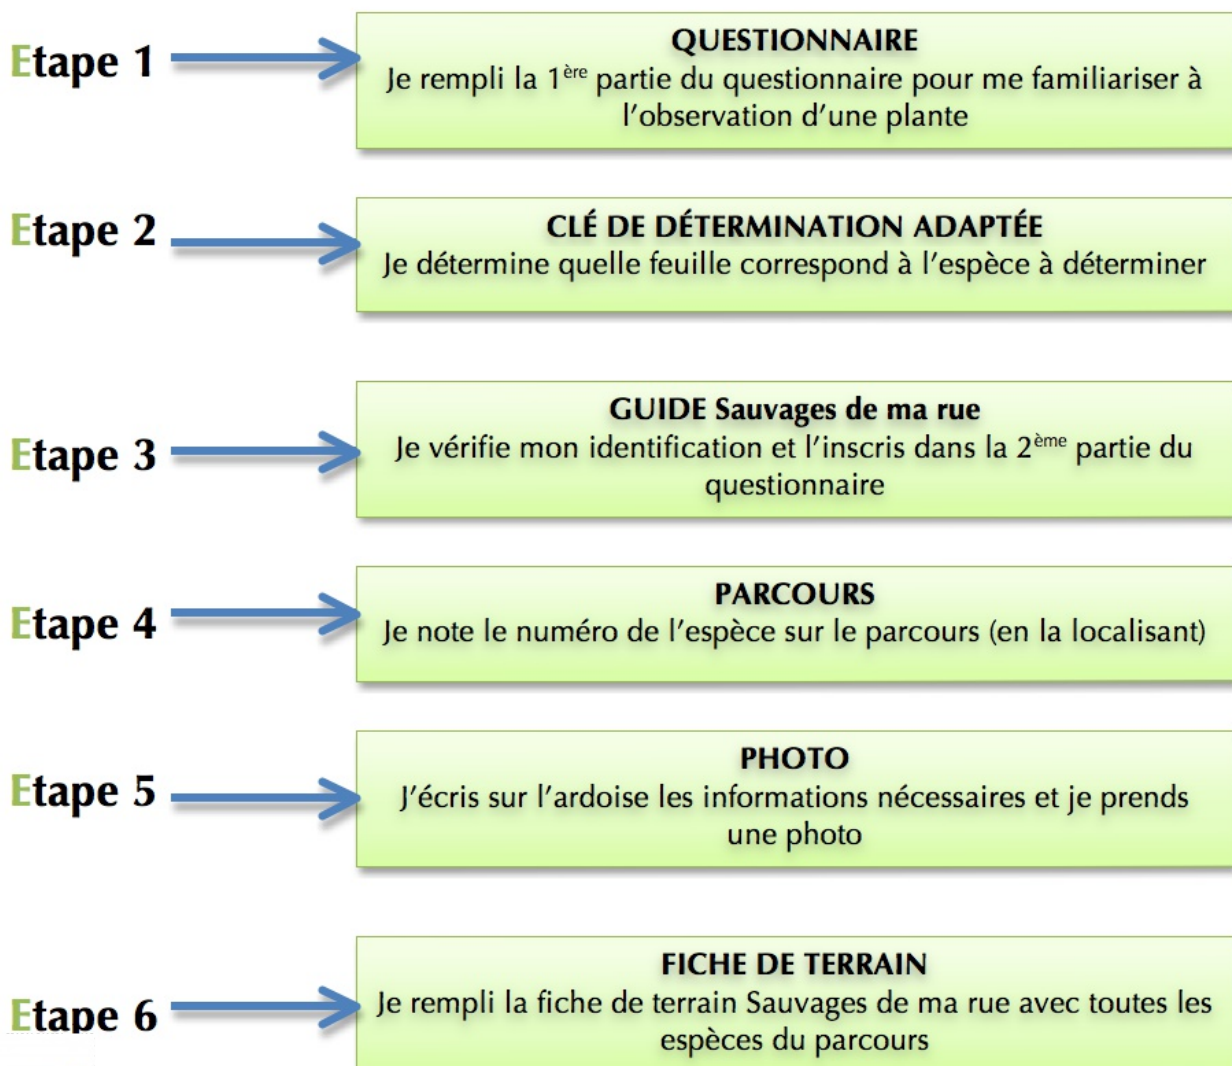 Etape 1
QUESTIONNAIRE
Je rempli la 1ère partie du questionnaire pour me familiariser à
l'observation d'une plante
Etape 2
CLÉ DE DÉTERMINATION ADAPTÉE
Je détermine quelle feuille correspond à l'espèce à déterminer
Etape 3
GUIDE Sauvages de ma rue
Je vérifie mon identification et l'inscris dans la 2ème partie du
questionnaire
Etape 4
PARCOURS
Je note le numéro de l'espèce sur le parcours (en la localisant)
Etape 5
PHOTO
J'écris sur l'ardoise les informations nécessaires et je prends
une photo
Etape 6
FICHE DE TERRAIN
Je rempli la fiche de terrain Sauvages de ma rue avec toutes les
espèces du parcours